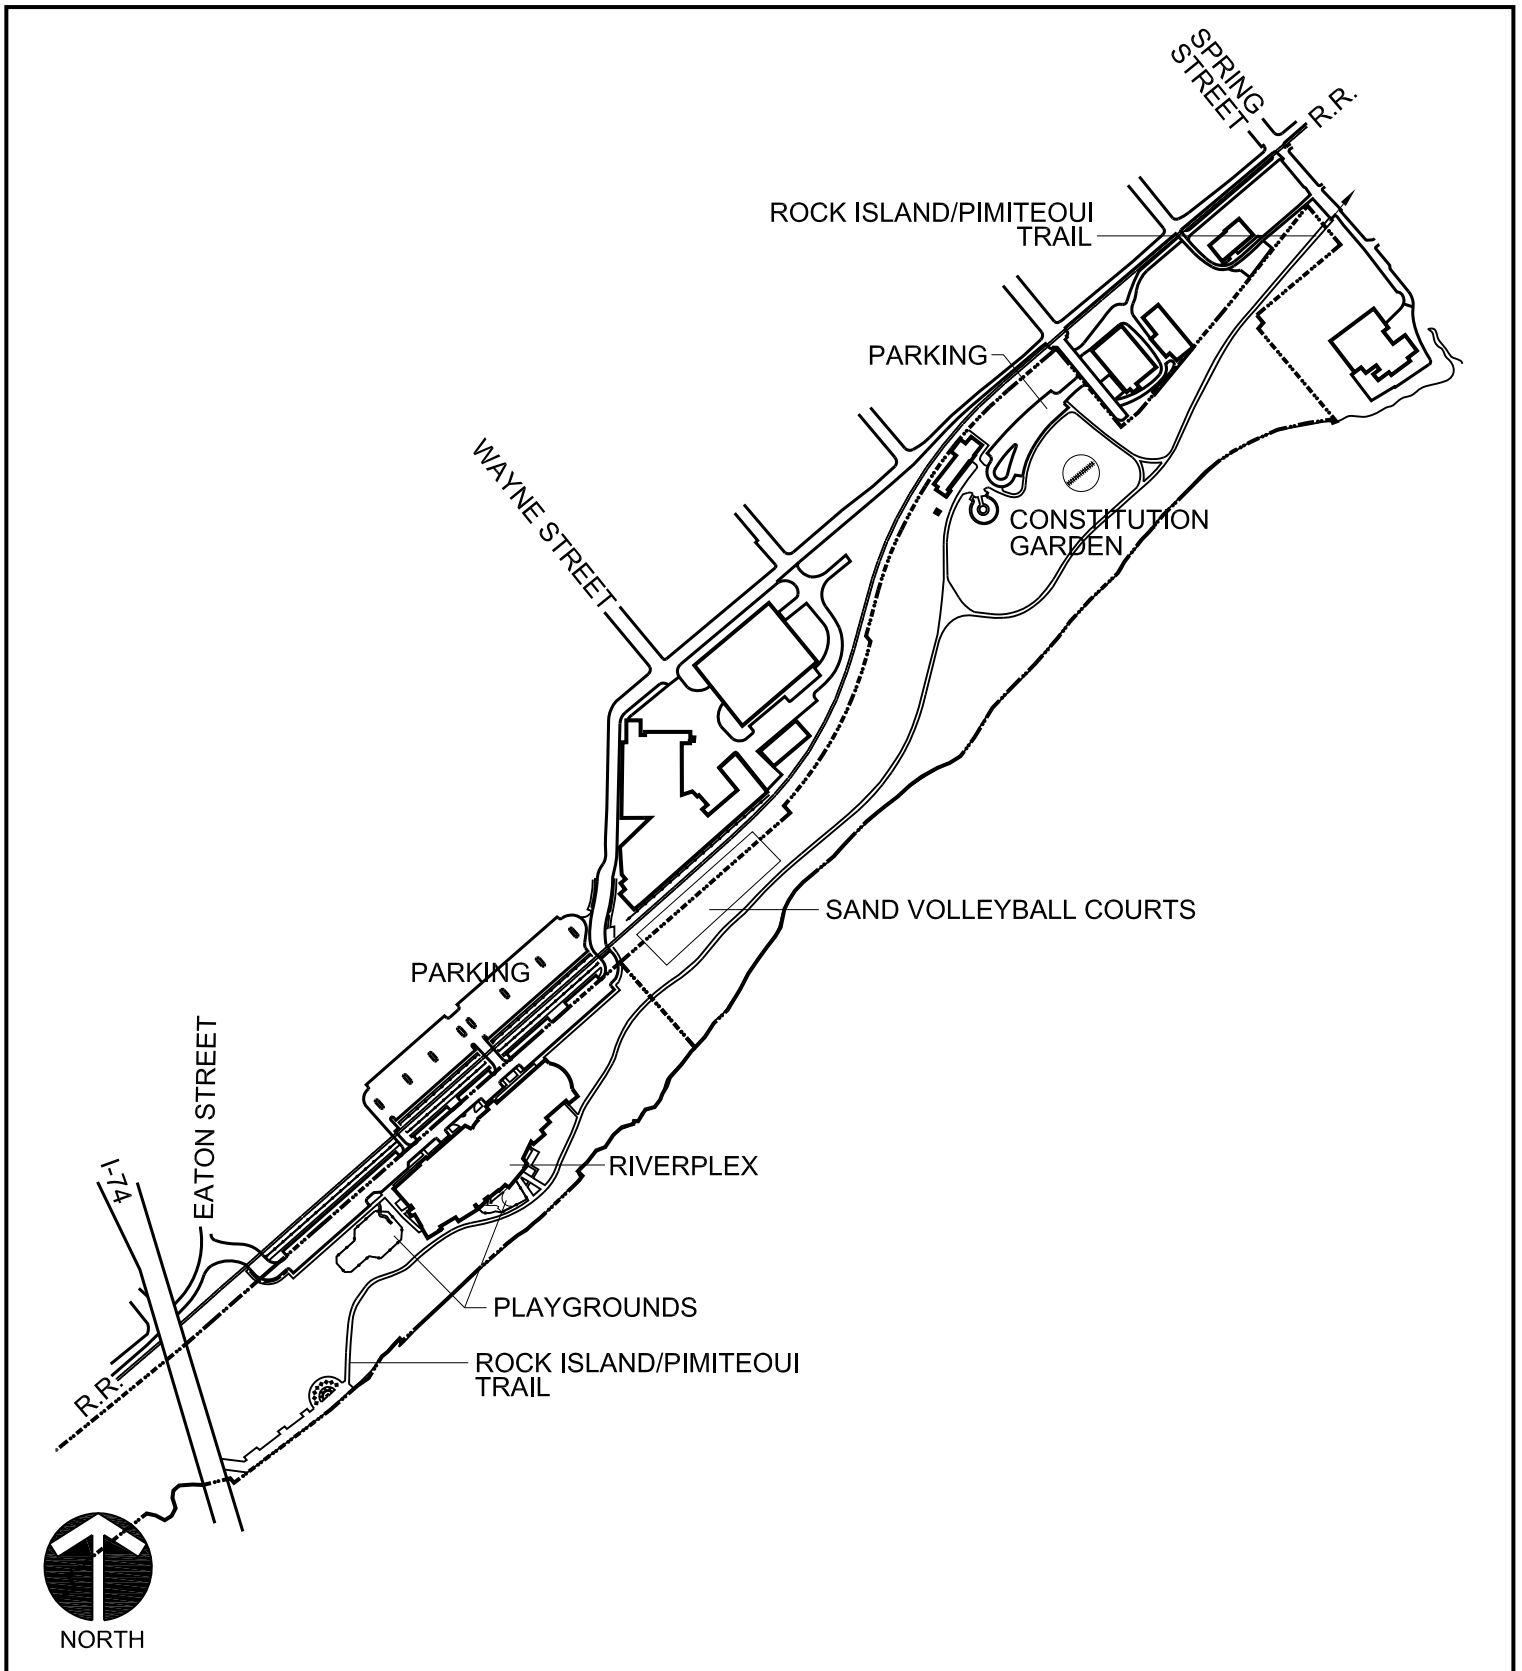 SPRING
STREET
R.R.
ROCK ISLAND/PIMITEOUI
TRAIL
PARKING
WAYNE STREET
CONSTITUTION
GARDEN
SAND VOLLEYBALL COURTS
PARKING
EATON STREET
I-74
RIVERPLEX
PLAYGROUNDS
ROCK ISLAND/PIMITEOUI
TRAIL
R.R.
NORTH